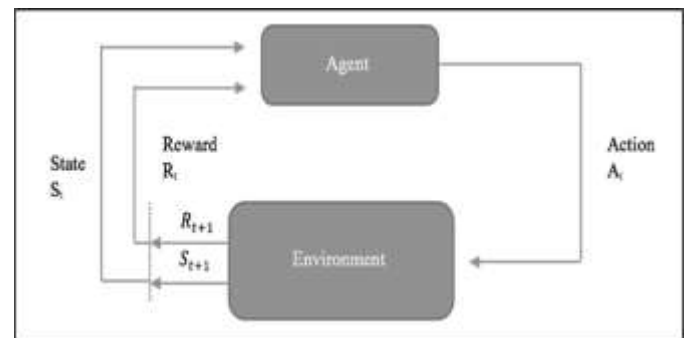 Agent
Reward
R_t
State
S_t
Action
A_t
R_{t+1}
S_{t+1}
Environment